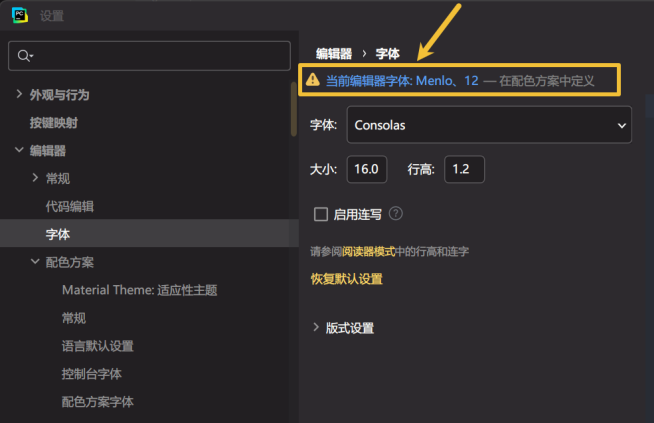 PC 设置
编辑器 › 字体
当前编辑器字体: Menlo、12 — 在配色方案中定义
外观与行为
按键映射
编辑器
常规
代码编辑
字体
配色方案
Material Theme: 适应性主题
常规
语言默认设置
控制台字体
配色方案字体
字体: Consolas
大小: 16.0 行高: 1.2
启用连写 ?
请参阅阅读器模式中的行高和连字
恢复默认设置
版式设置